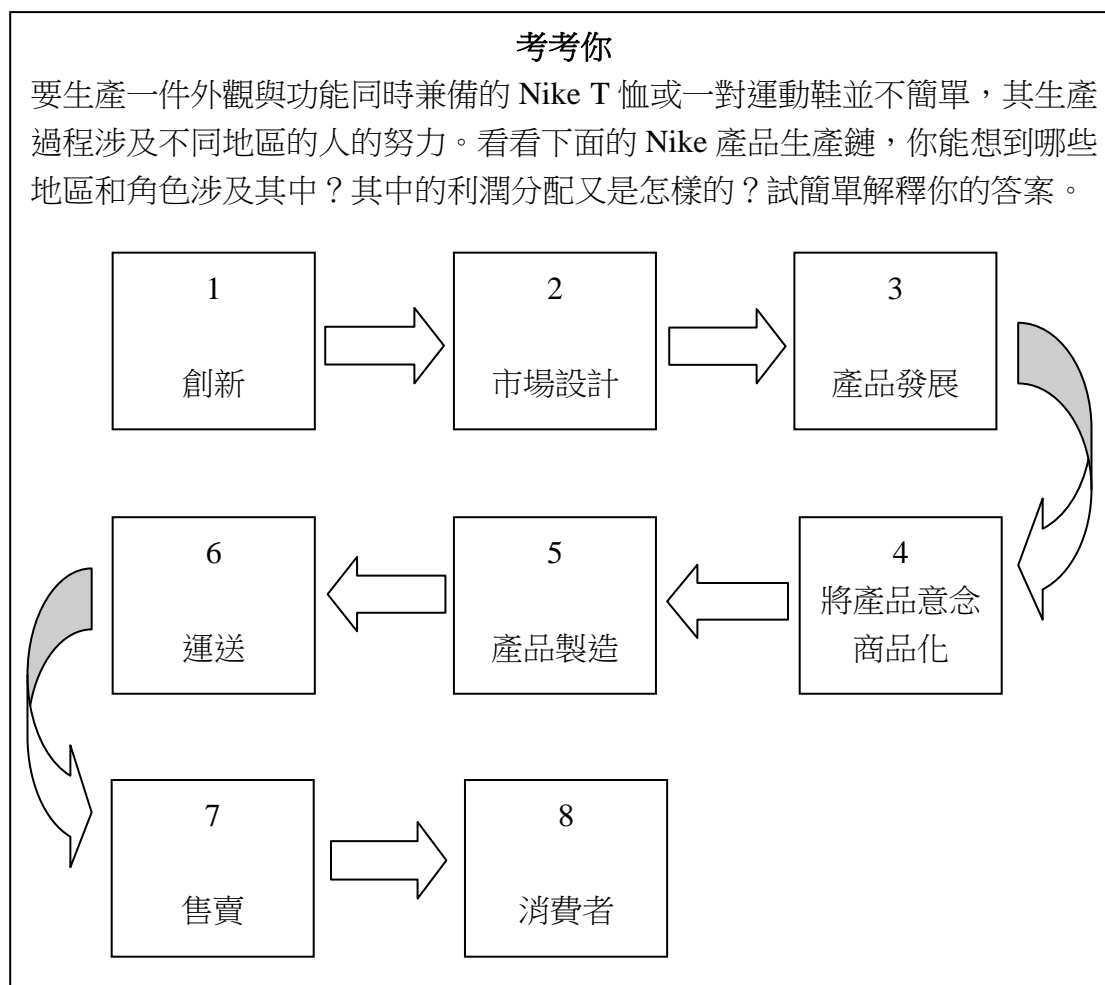 考考你
要生產一件外觀與功能同時兼備的 Nike T 恤或一對運動鞋並不簡單，其生產
過程涉及不同地區的人的努力。看看下面的 Nike 產品生產鏈，你能想到哪些
地區和角色涉及其中？其中的利潤分配又是怎樣的？試簡單解釋你的答案。
1
創新
2
市場設計
3
產品發展
4
將產品意念
商品化
5
產品製造
6
運送
7
售賣
8
消費者